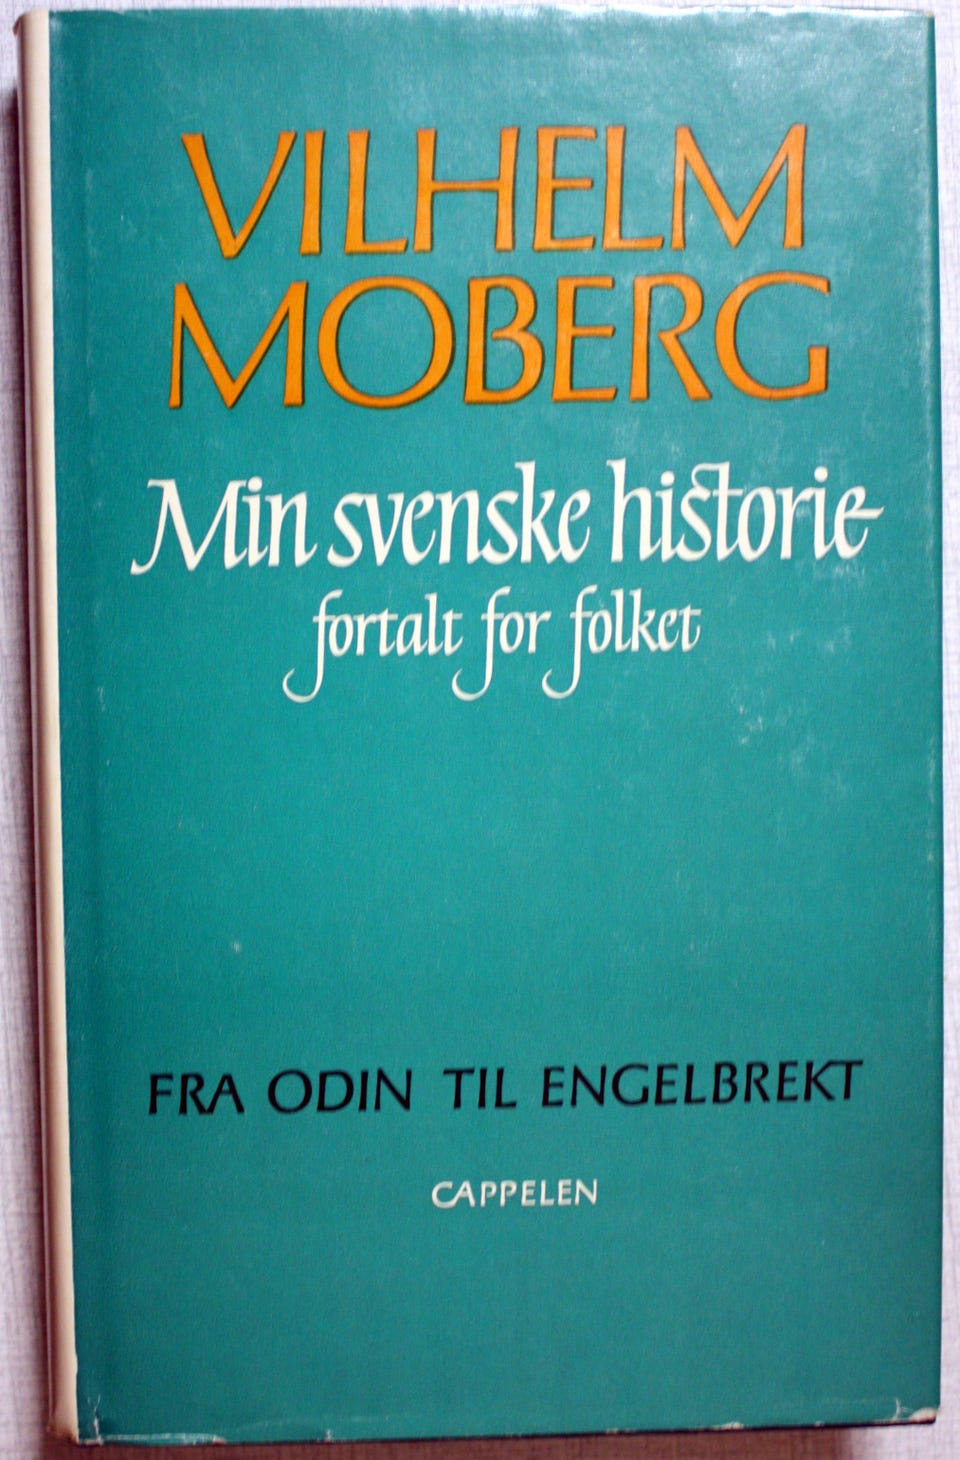 VILHELM
MOBERG
Min svenske historie
fortalt for folket
FRA ODIN TIL ENGELBREKT
CAPPELEN